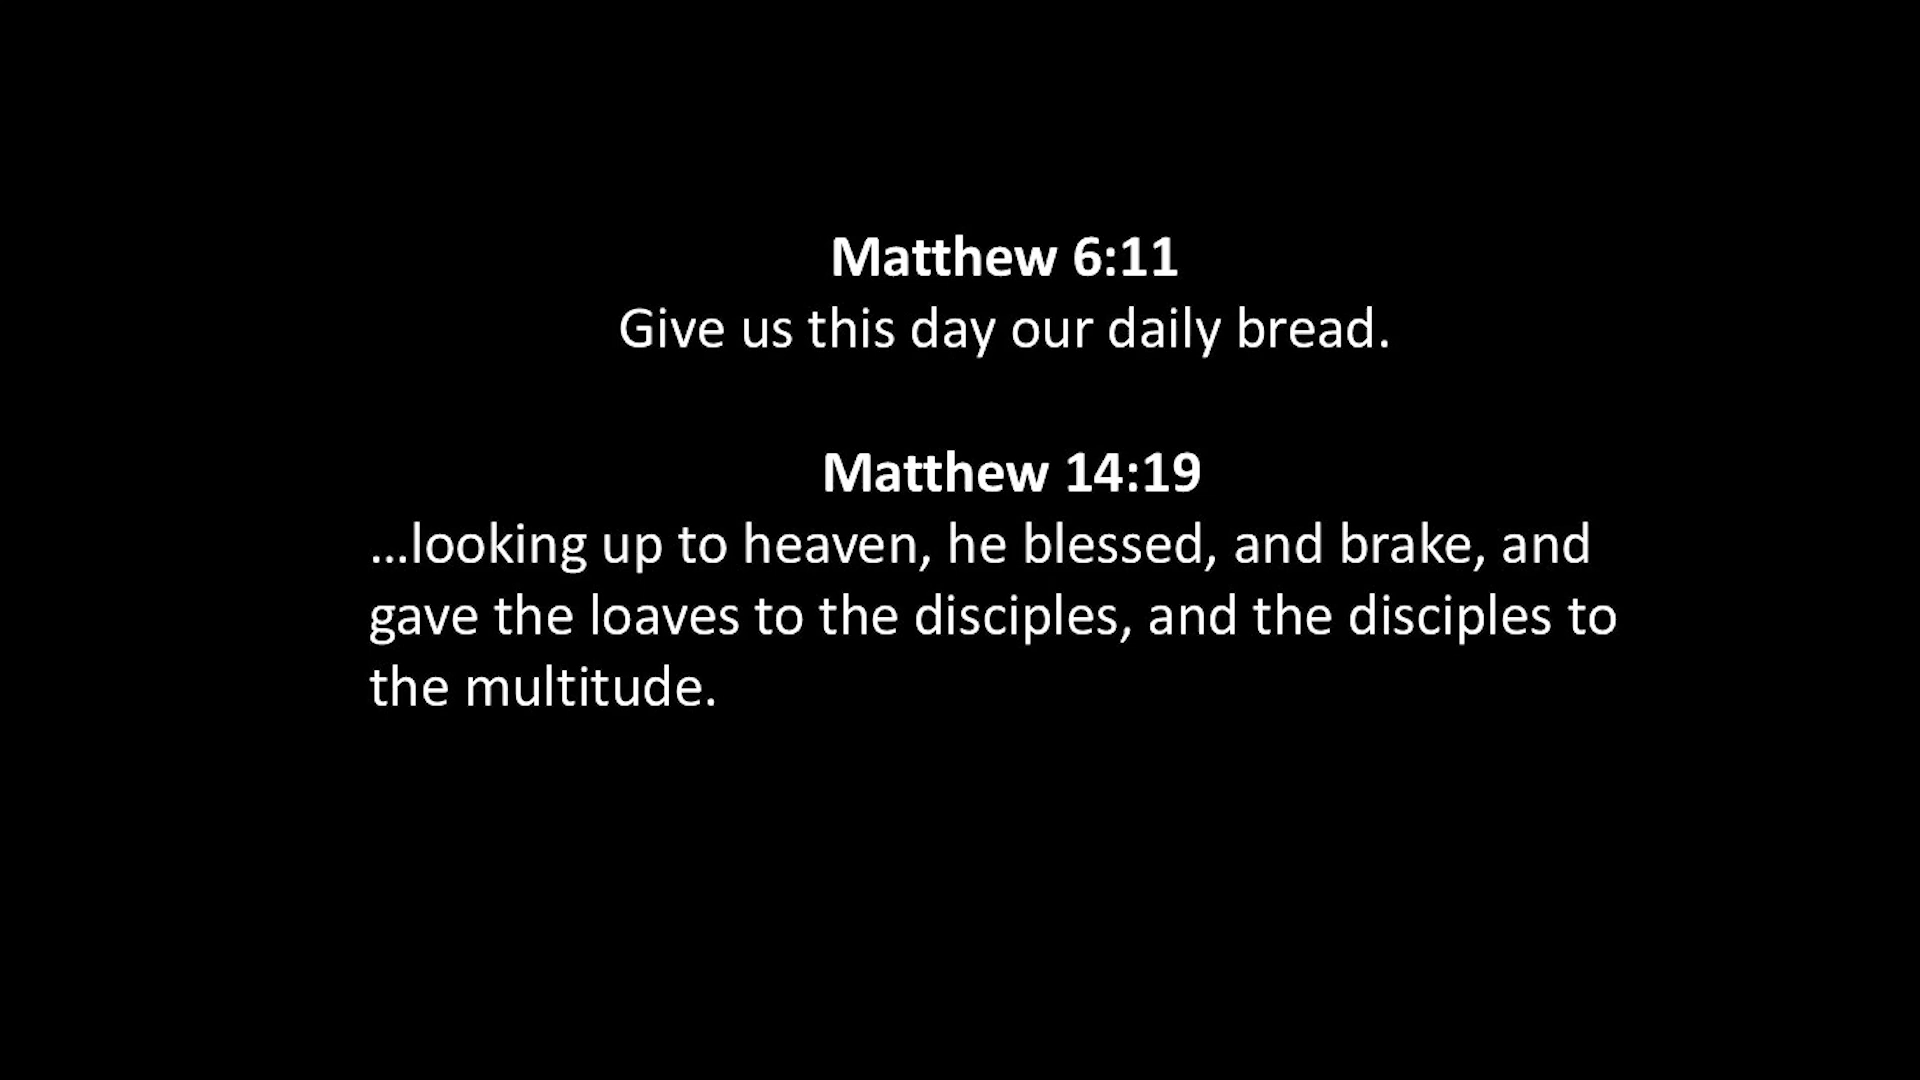 Matthew 6:11
Give us this day our daily bread.
Matthew 14:19
...looking up to heaven, he blessed, and brake, and
gave the loaves to the disciples, and the disciples to
the multitude.